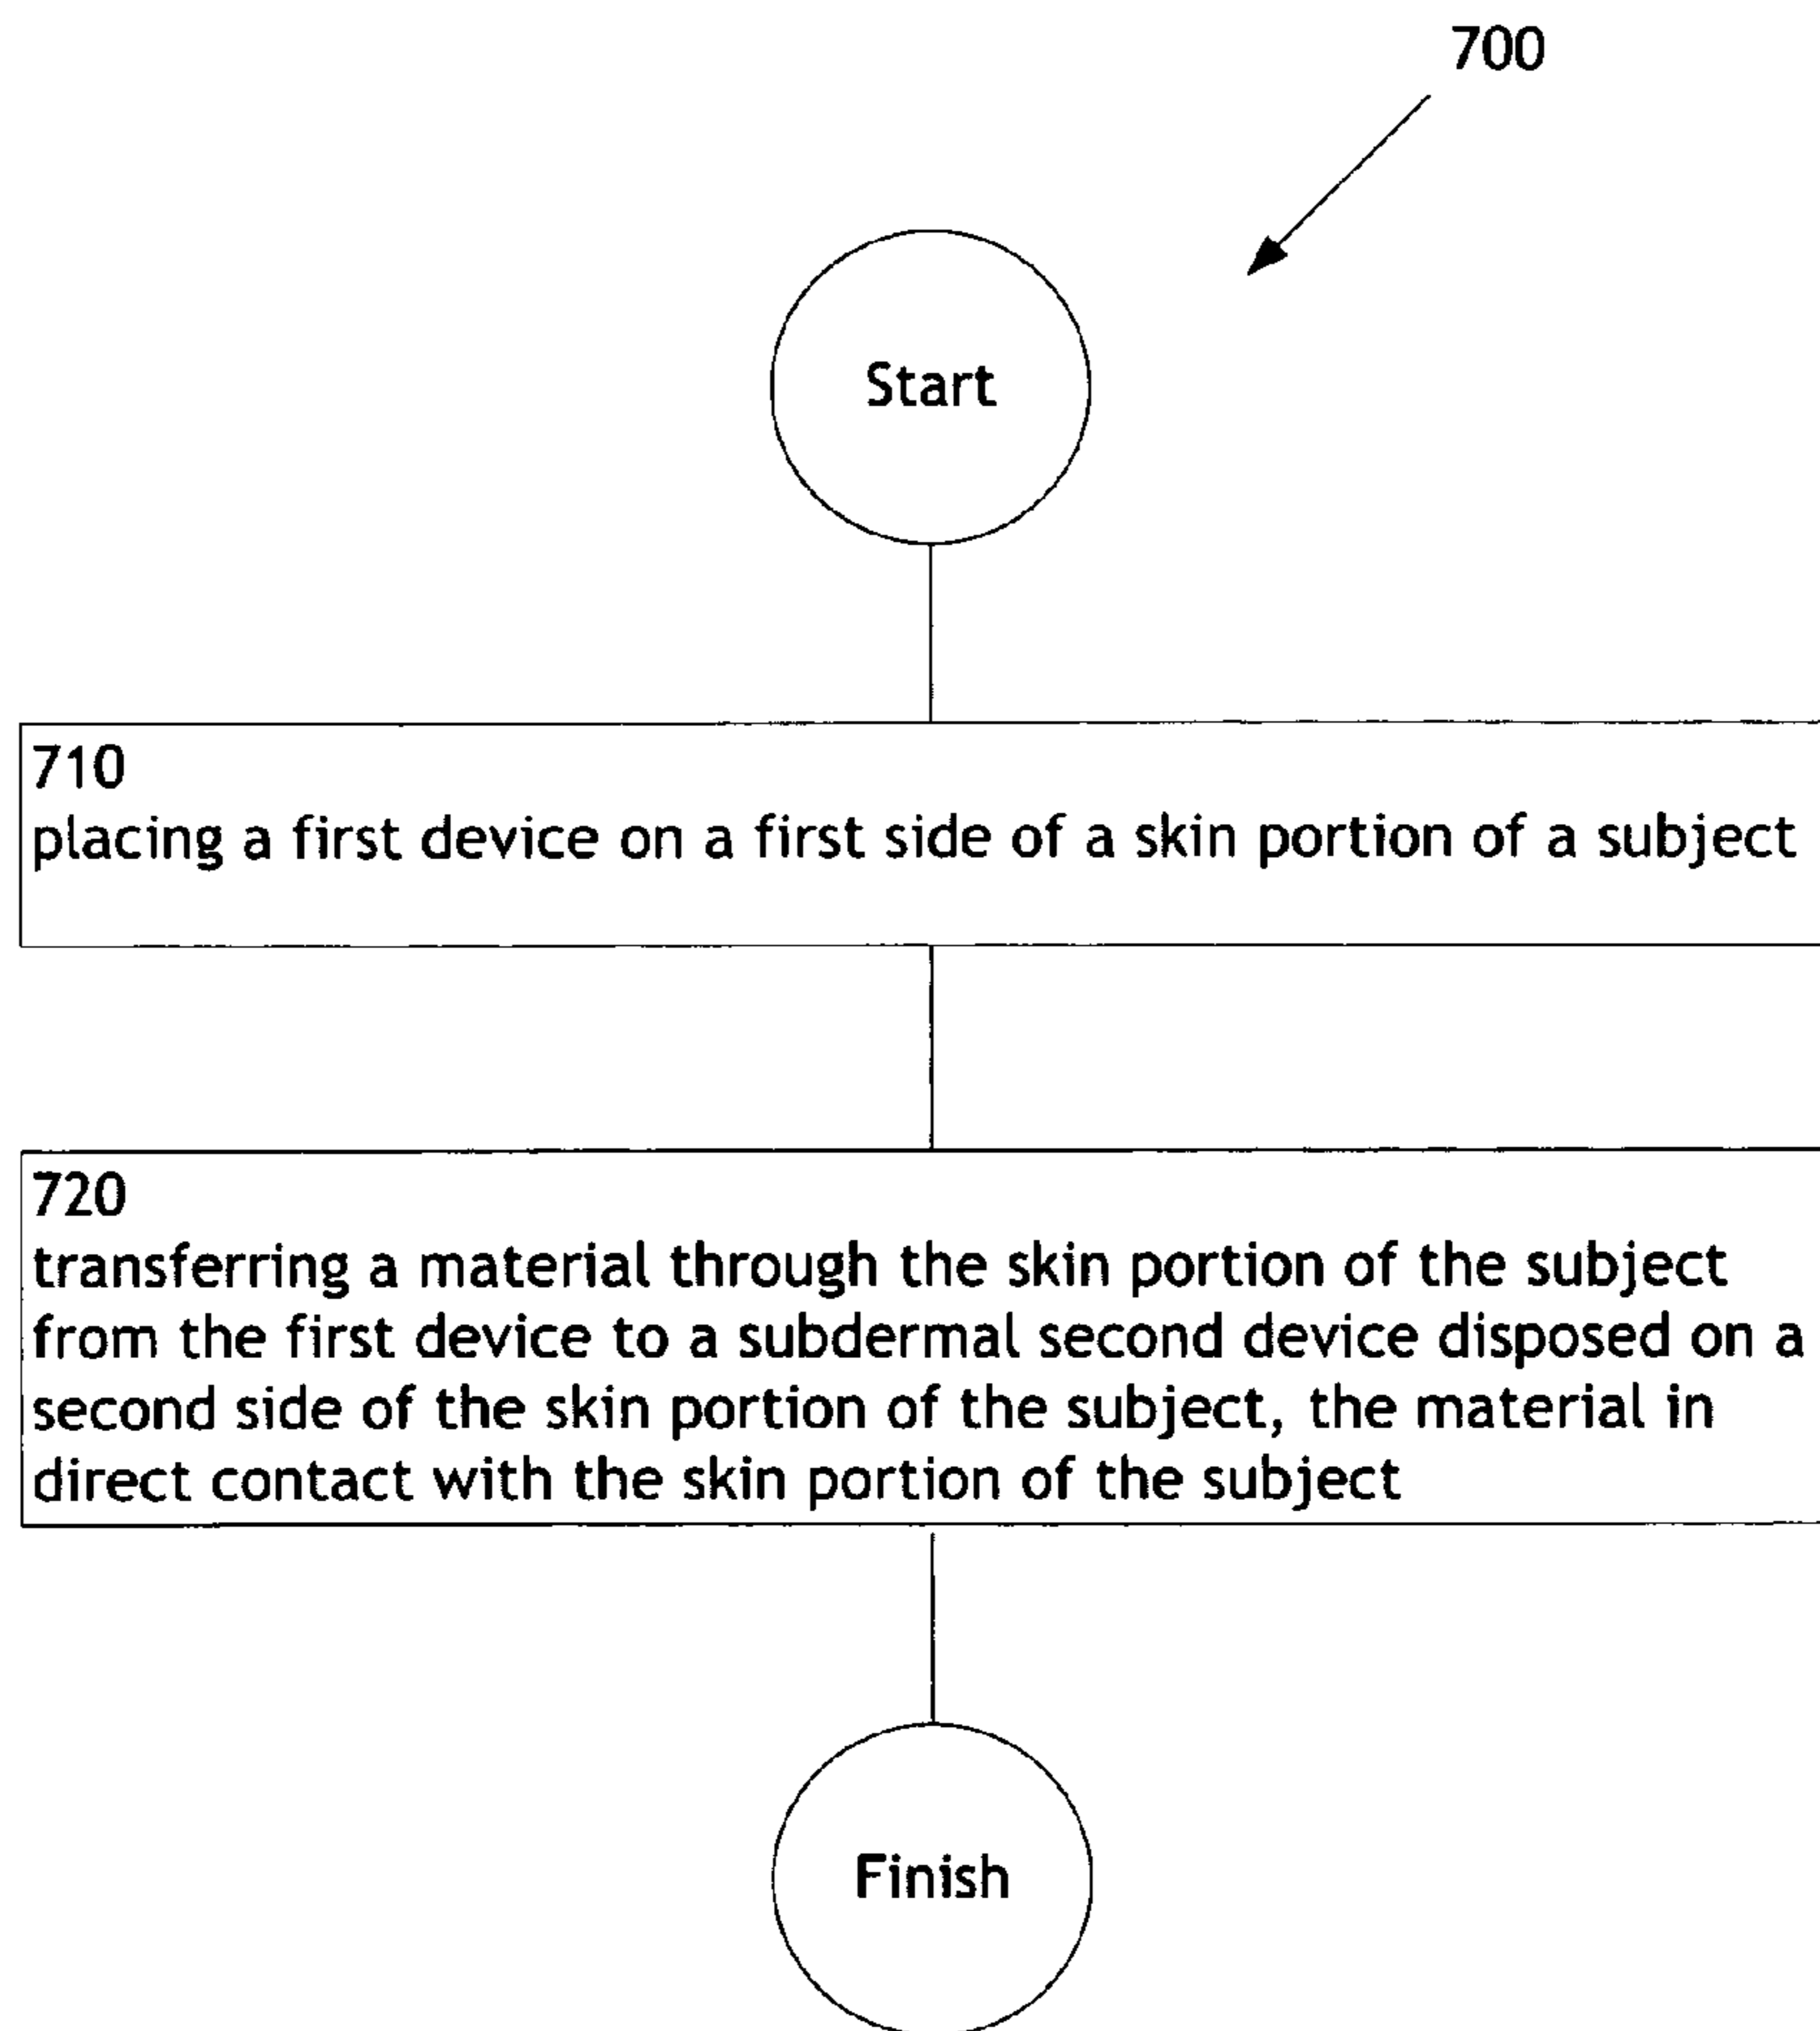 700
Start
710
placing a first device on a first side of a skin portion of a subject
720
transferring a material through the skin portion of the subject
from the first device to a subdermal second device disposed on a
second side of the skin portion of the subject, the material in
direct contact with the skin portion of the subject
Finish